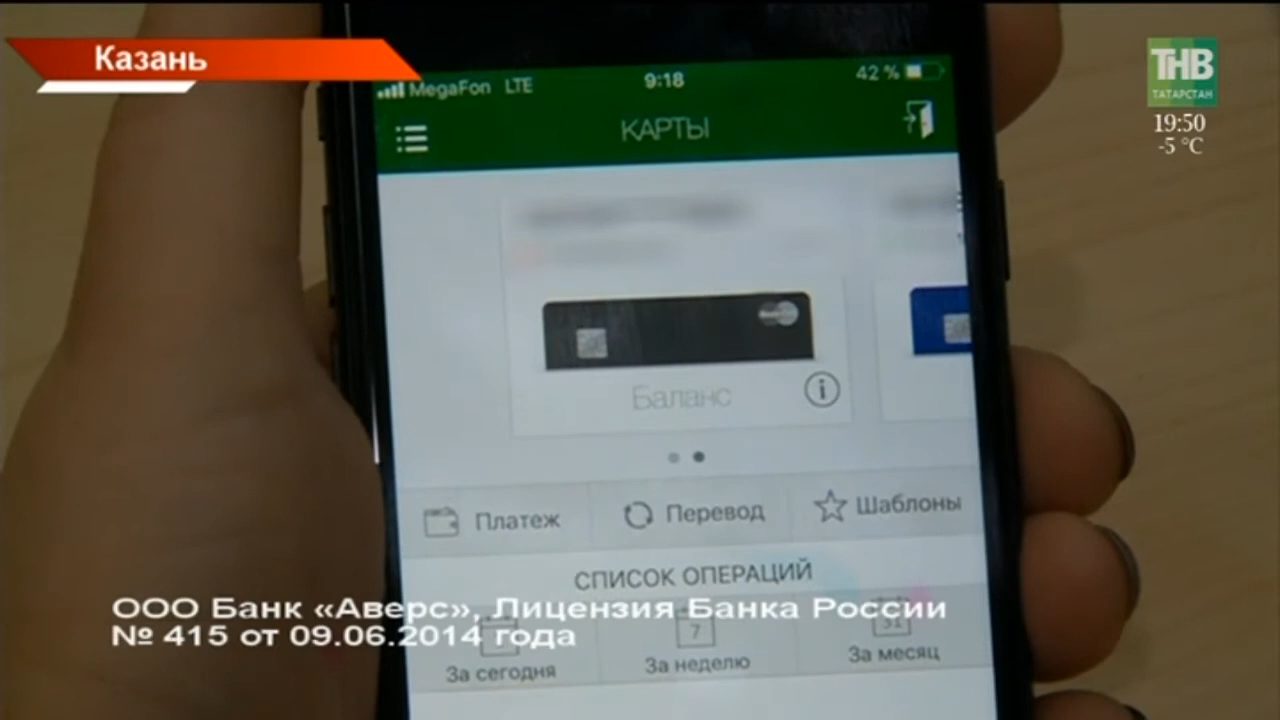 Казань
ТНВ
ТАТАРСТАН
19:50
-5 °C
MegaFon LTE 9:18 42 %
КАРТЫ
Баланс
Платеж Перевод Шаблоны
СПИСОК ОПЕРАЦИЙ
ООО Банк «Аверс», Лицензия Банка России
№ 415 от 09.06.2014 года
7 31
За сегодня За неделю За месяц